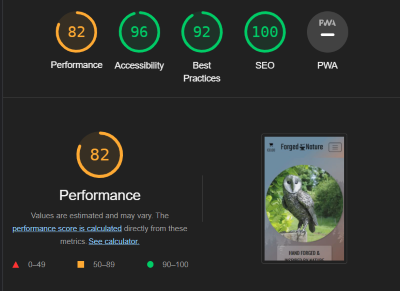 82
96
92
100
PWA
Performance
Accessibility
Best
Practices
SEO
PWA
82
Performance
Values are estimated and may vary. The
performance score is calculated directly from these
metrics. See calculator.
0–49
50–89
90–100
Forged Nature
HAND FORGED &